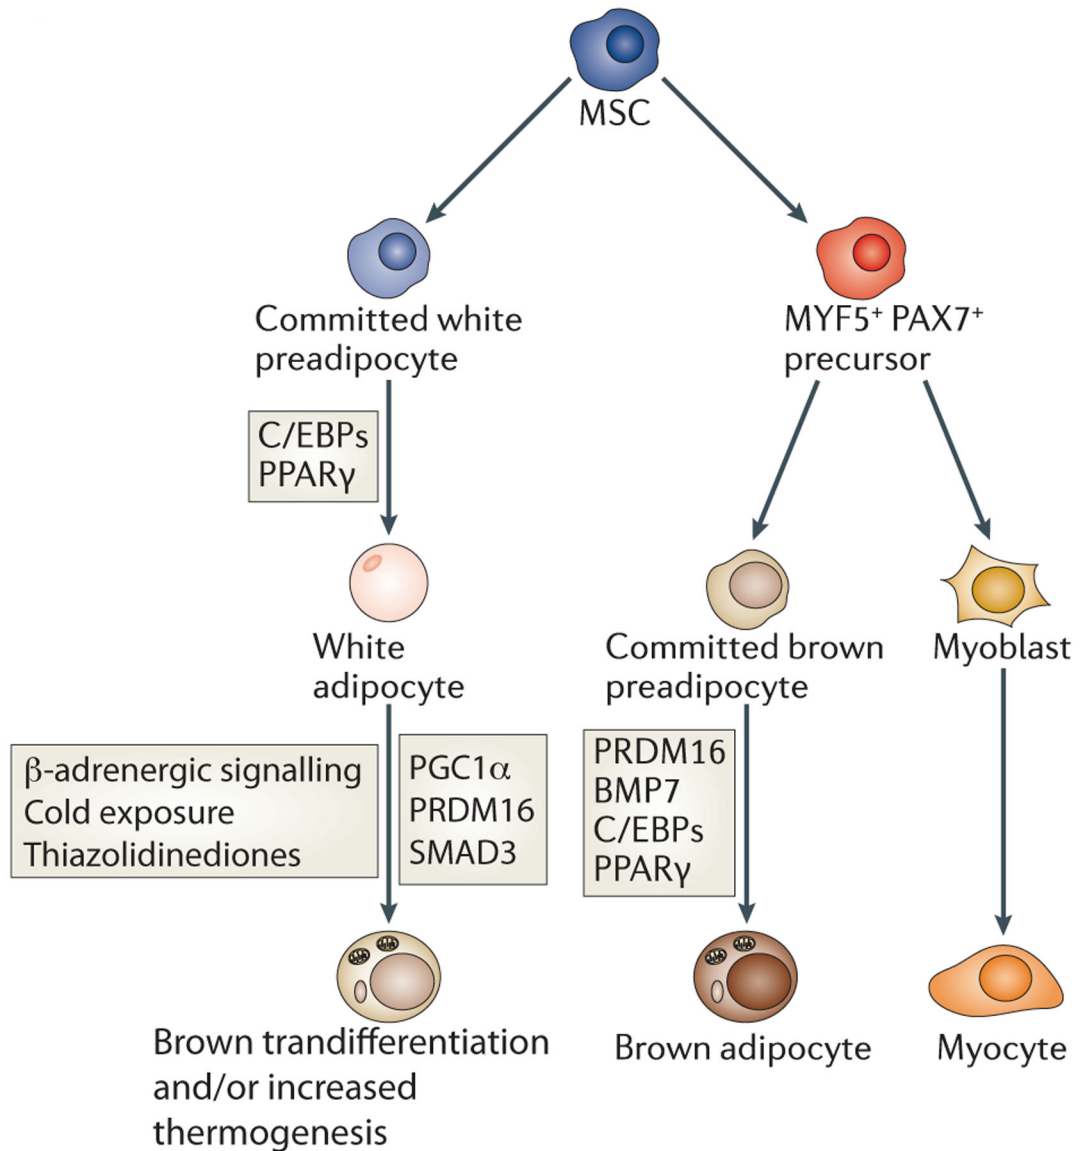 MSC
Committed white
preadipocyte
MYF5⁺ PAX7⁺
precursor
C/EBPs
PPARγ
White
adipocyte
Committed brown
preadipocyte
Myoblast
β-adrenergic signalling
Cold exposure
Thiazolidinediones
PGC1α
PRDM16
SMAD3
PRDM16
BMP7
C/EBPs
PPARγ
Brown trandifferentiation
and/or increased
thermogenesis
Brown adipocyte
Myocyte